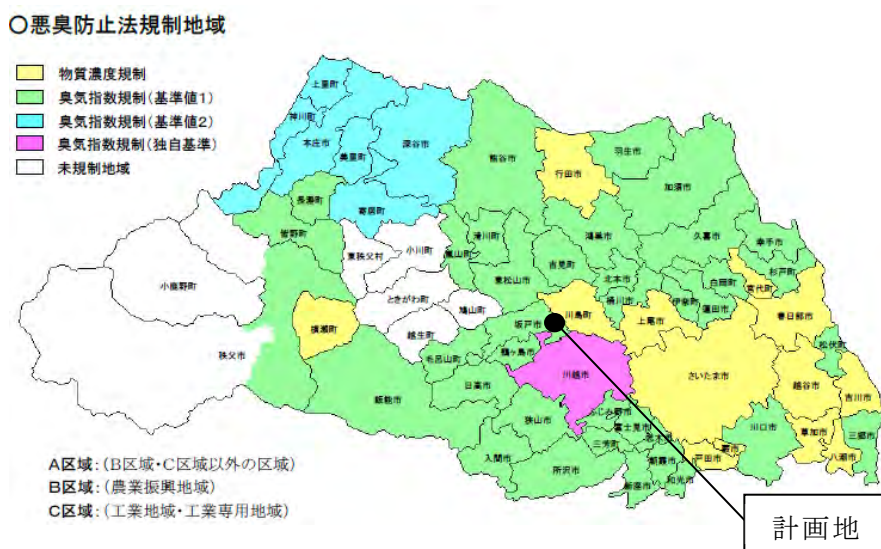 〇悪臭防止法規制地域
物質濃度規制
臭気指数規制(基準値1)
臭気指数規制(基準値2)
臭気指数規制(独自基準)
未規制地域
上里町
神川町
本庄市
美里町
深谷市
熊谷市
行田市
羽生市
加須市
長瀞町
寄居町
皆野町
小鹿野町
東秩父村
小川町
嵐山町
滑川町
鴻巣市
久喜市
幸手市
東松山市
吉見町
北本市
白岡町
杉戸町
宮代町
ときがわ町
鳩山町
川島町
桶川市
伊奈町
蓮田市
横瀬町
坂戸市
上尾市
春日部市
秩父市
越生町
毛呂山町
鶴ヶ島市
松伏町
川越市
さいたま市
日高市
越谷市
飯能市
吉川市
狭山市
ふじみ野市
富士見市
川口市
草加市
三郷市
三芳町
志木市
入間市
所沢市
朝霞市
戸田市
蕨市
八潮市
新座市
和光市
A区域:(B区域・C区域以外の区域)
B区域:(農業振興地域)
C区域:(工業地域・工業専用地域)
計画地